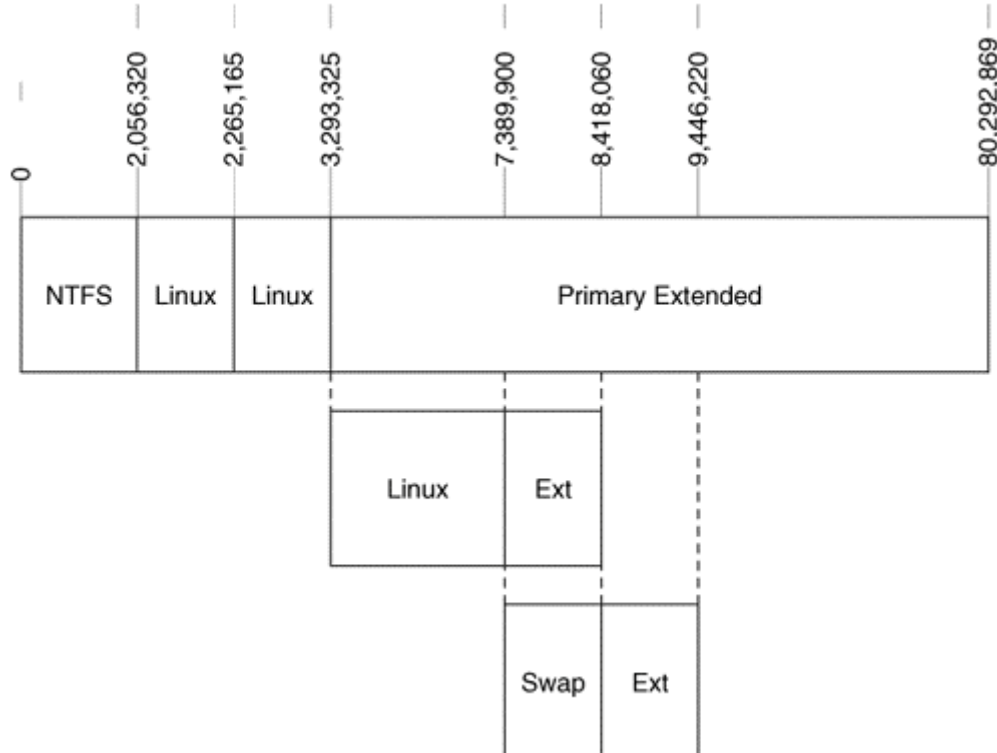 0
2,056,320
2,265,165
3,293,325
7,389,900
8,418,060
9,446,220
80,292,869
NTFS
Linux
Linux
Primary Extended
Linux
Ext
Swap
Ext